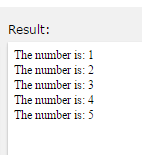 Result:
The number is: 1
The number is: 2
The number is: 3
The number is: 4
The number is: 5